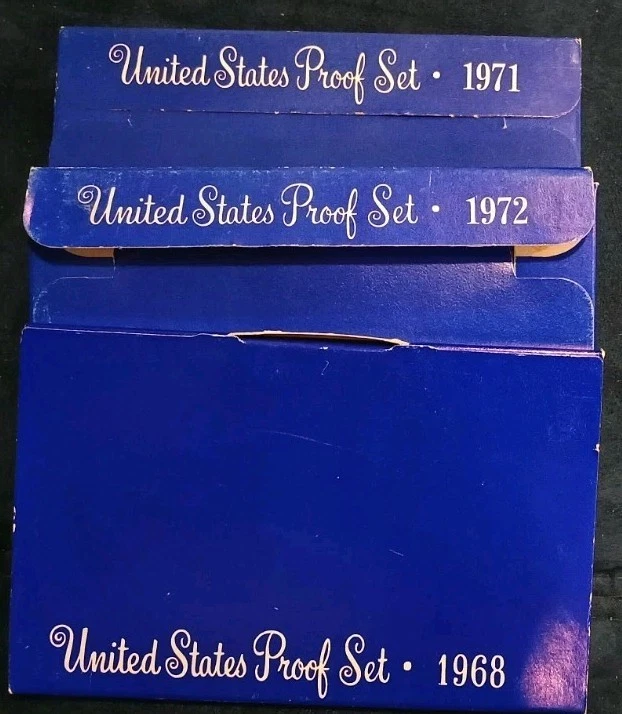 United States Proof Set • 1971
United States Proof Set • 1972
United States Proof Set • 1968